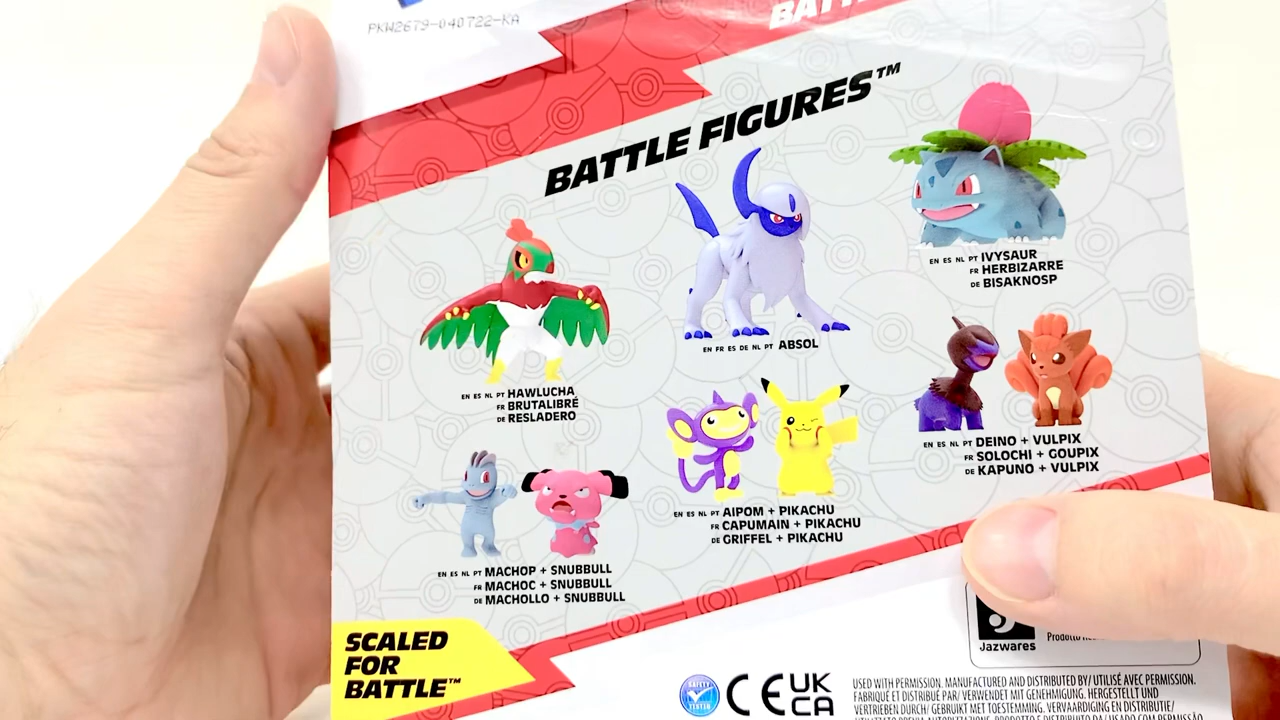 PKW2679-040722-KA
BATTLE FIGURES™
EN ES NL PT HAWLUCHA
FR BRUTALIBRÉ
DE RESLADERO
EN FR ES DE NL PT ABSOL
EN ES NL PT IVYSAUR
FR HERBIZARRE
DE BISAKNOSP
EN ES NL PT MACHOP + SNUBBULL
FR MACHOC + SNUBBULL
DE MACHOLLO + SNUBBULL
EN ES NL PT AIPOM + PIKACHU
FR CAPUMAIN + PIKACHU
DE GRIFFEL + PIKACHU
EN ES NL PT DEINO + VULPIX
FR SOLOCHI + GOUPIX
DE KAPUNO + VULPIX
SCALED
FOR
BATTLE™
SAFETY
TESTED
CE
UK
CA
Jazwares
Prodotto
USED WITH PERMISSION. MANUFACTURED AND DISTRIBUTED BY/ UTILISÉ AVEC PERMISSION.
FABRIQUÉ ET DISTRIBUÉ PAR/ VERWENDET MIT GENEHMIGUNG. HERGESTELLT UND
VERTRIEBEN DURCH/ GEBRUIKT MET TOESTEMMING. VERVAARDIGING EN DISTRIBUTIE/